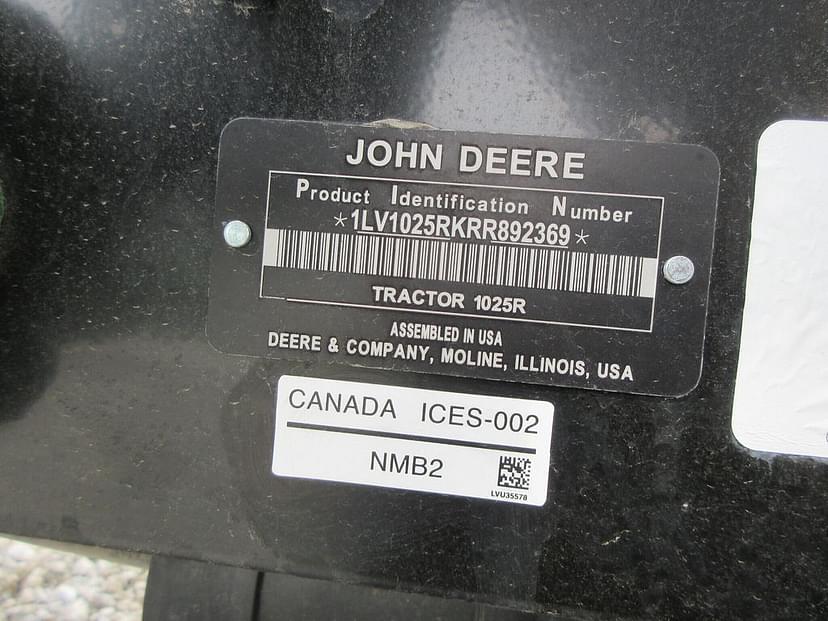 JOHN DEERE
Product Identification Number
*1LV1025RKRR892369*
TRACTOR 1025R
ASSEMBLED IN USA
DEERE & COMPANY, MOLINE, ILLINOIS, USA
CANADA ICES-002
NMB2
LVU35578